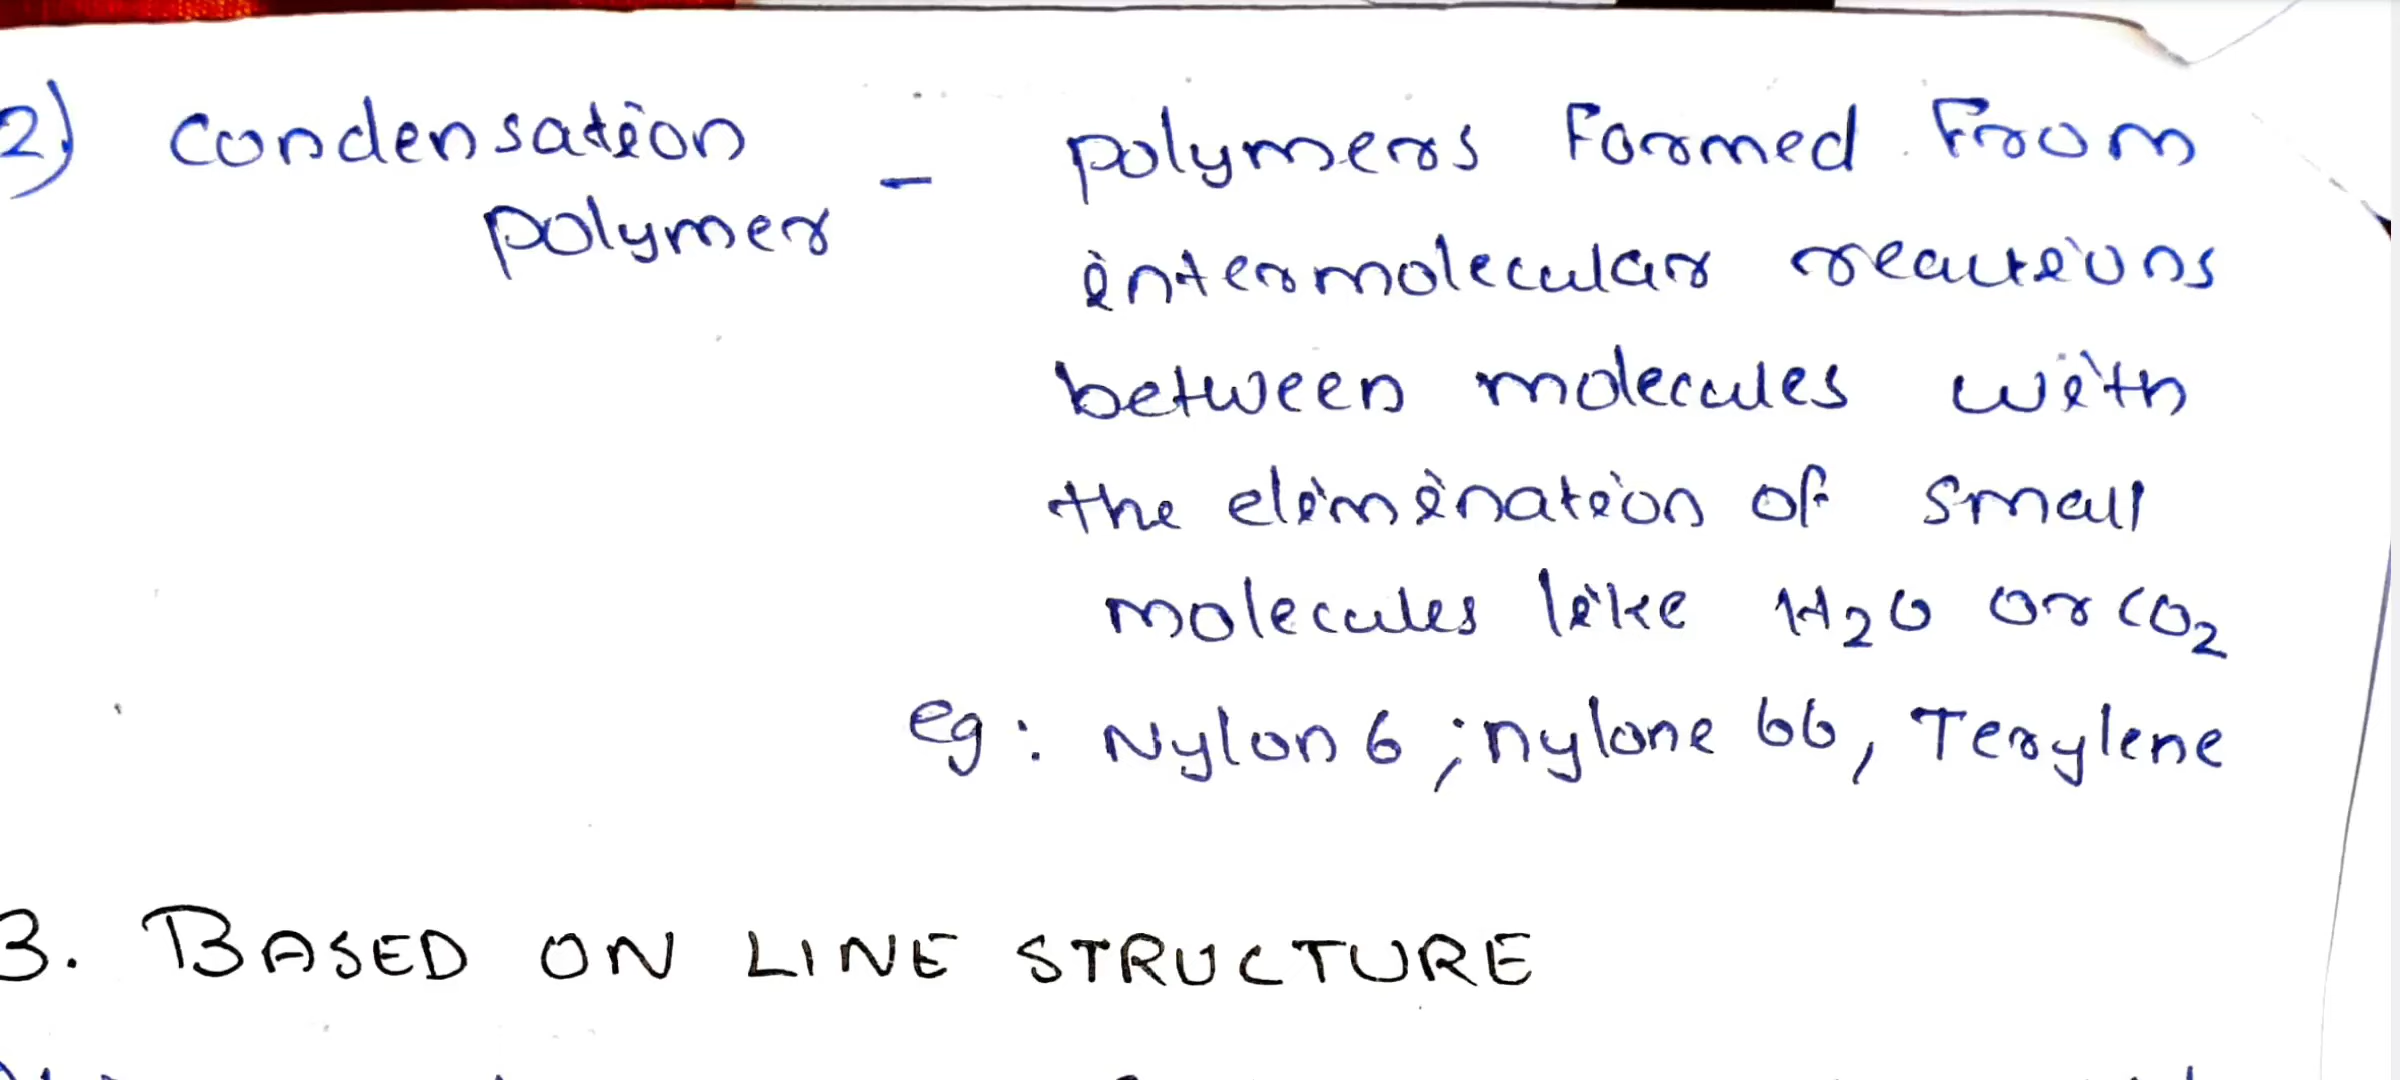 2) Condensation polymer - polymers Formed From
intermolecular reactions
between molecules with
the elimination of small
molecules like H2O or CO2
eg: Nylon 6 ; nylone 66, Terylene
3. BASED ON LINE STRUCTURE